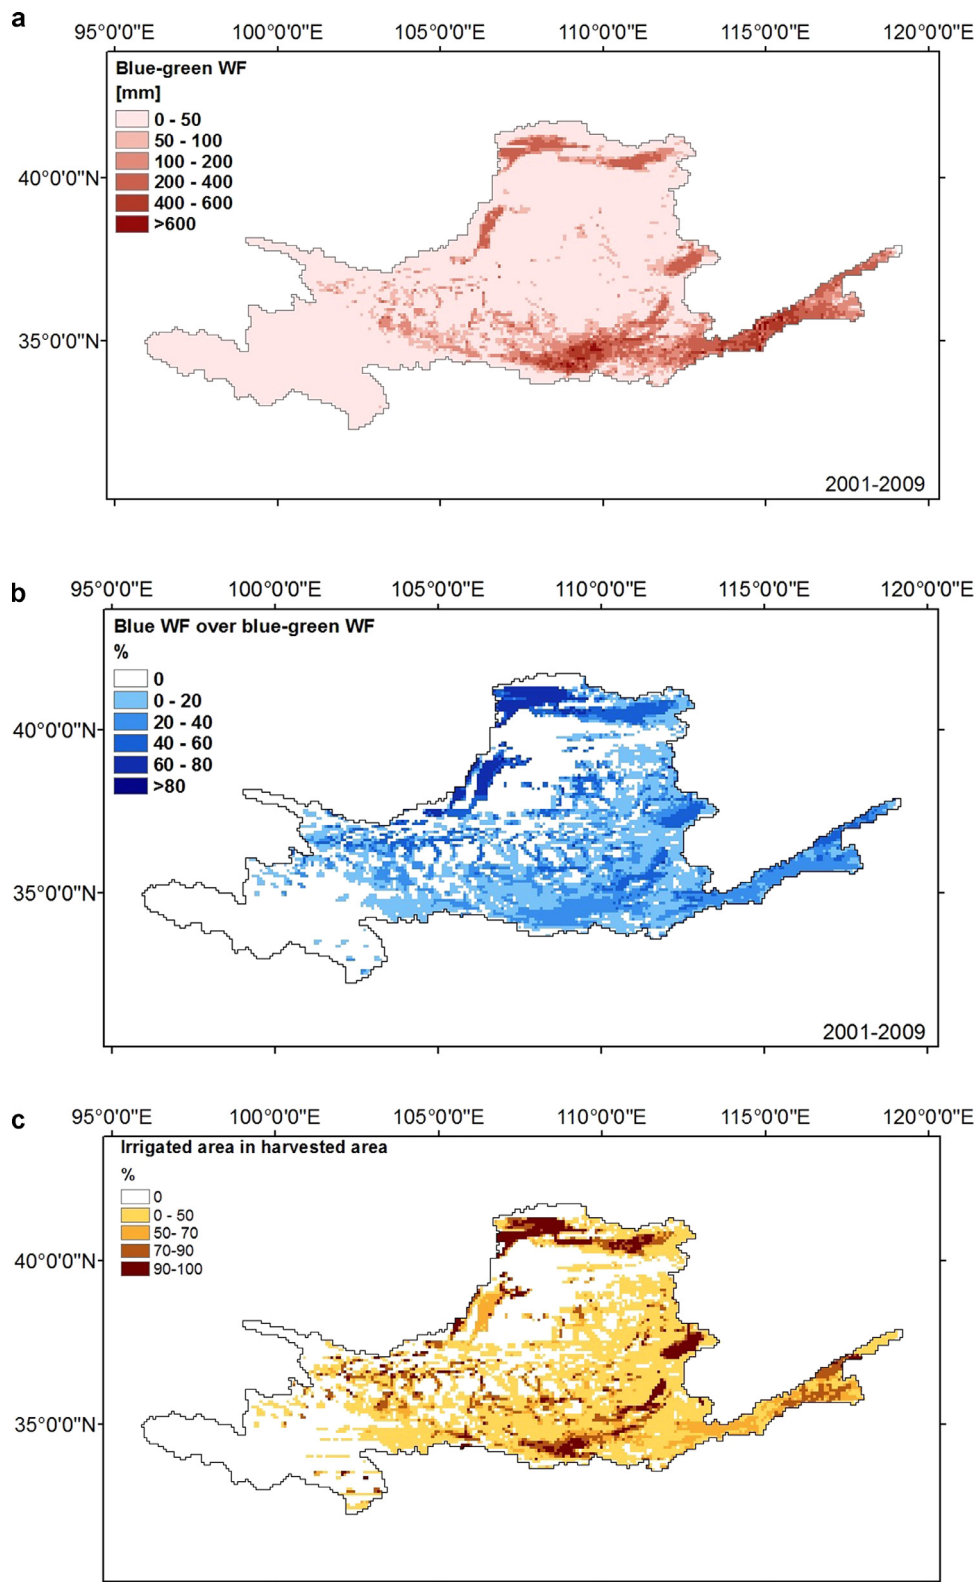 a
95°0'0"E 100°0'0"E 105°0'0"E 110°0'0"E 115°0'0"E 120°0'0"E
Blue-green WF
[mm]
0 - 50
50 - 100
100 - 200
200 - 400
400 - 600
>600
40°0'0"N
35°0'0"N
2001-2009
b
95°0'0"E 100°0'0"E 105°0'0"E 110°0'0"E 115°0'0"E 120°0'0"E
Blue WF over blue-green WF
%
0
0 - 20
20 - 40
40 - 60
60 - 80
>80
40°0'0"N
35°0'0"N
2001-2009
c
95°0'0"E 100°0'0"E 105°0'0"E 110°0'0"E 115°0'0"E 120°0'0"E
Irrigated area in harvested area
%
0
0 - 50
50- 70
70-90
90-100
40°0'0"N
35°0'0"N